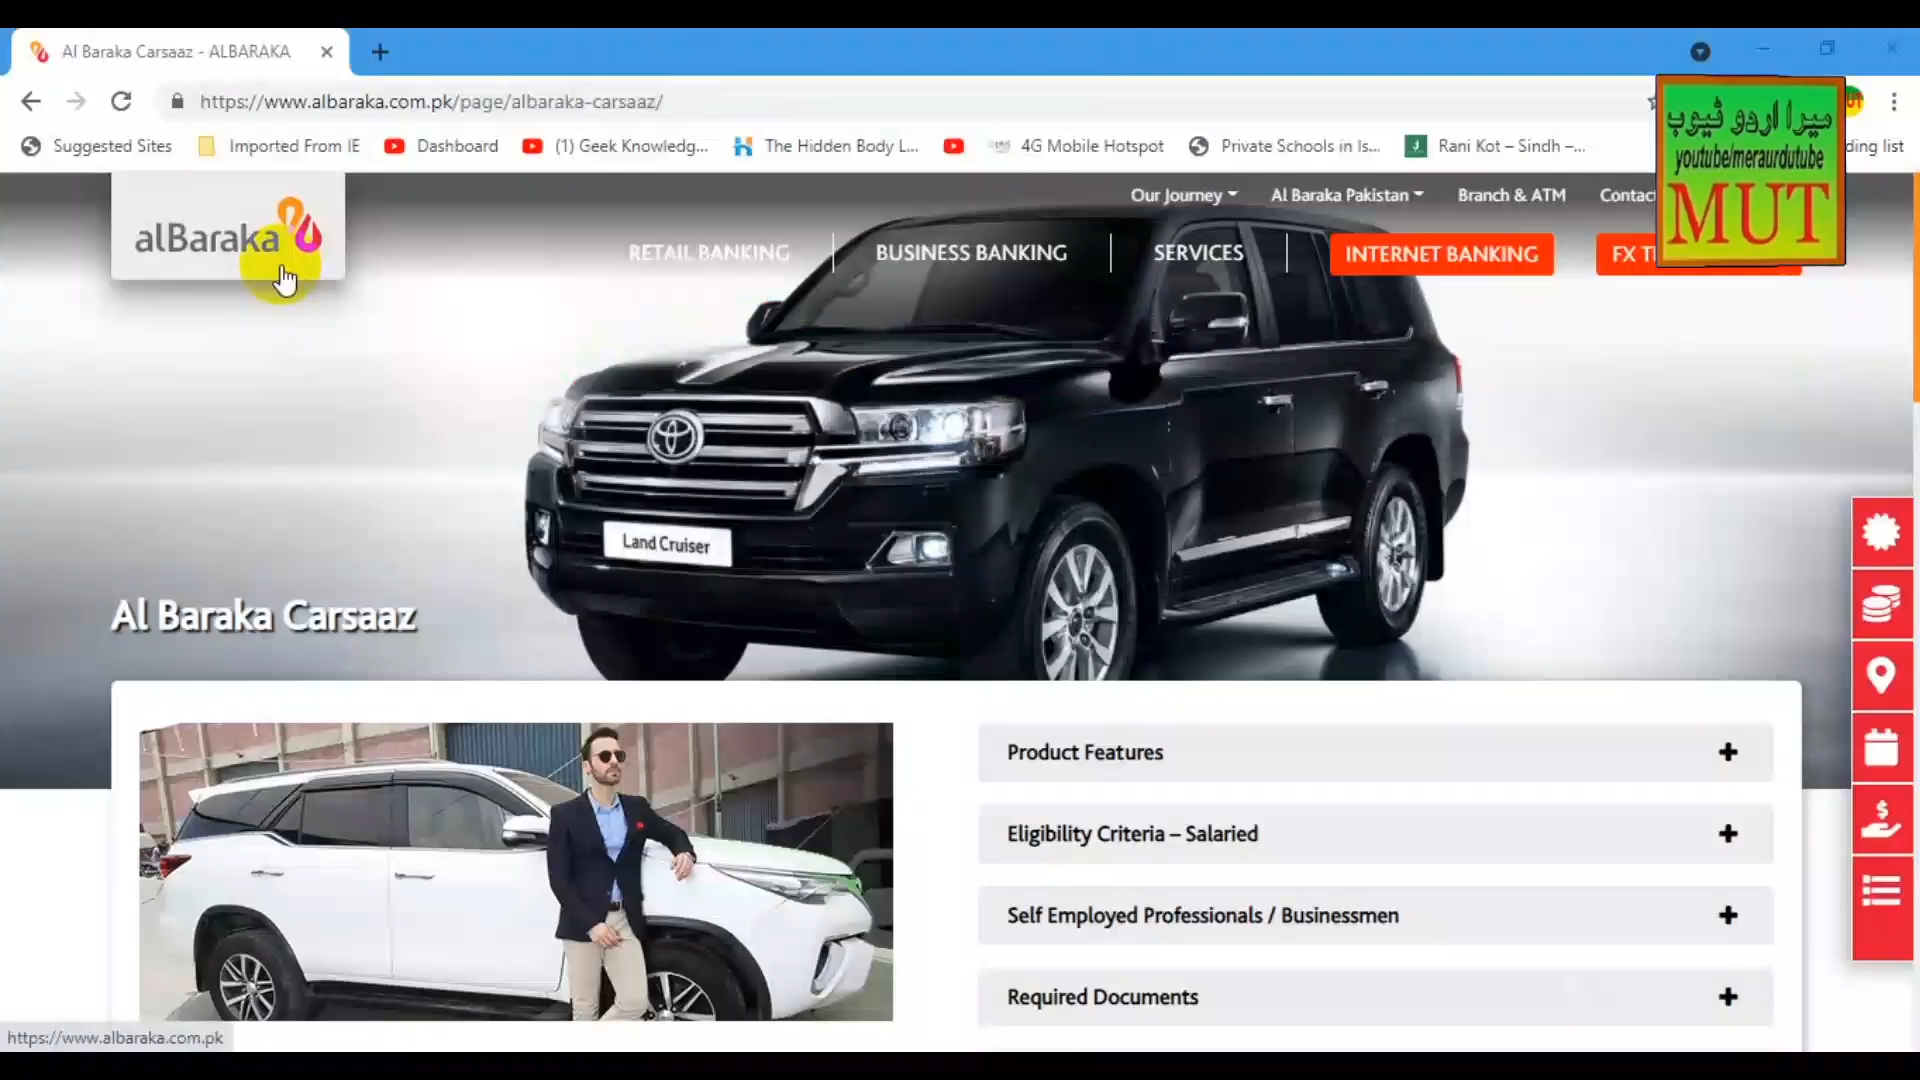 Al Baraka Carsaaz - ALBARAKA
https://www.albaraka.com.pk/page/albaraka-carsaaz/
Suggested Sites
Imported From IE
Dashboard
(1) Geek Knowledg...
The Hidden Body L...
4G Mobile Hotspot
Private Schools in Is...
Rani Kot – Sindh –...
ding list
میرا اردو ٹیوب
youtube/meraurdutube
MUT
alBaraka
Our Journey
Al Baraka Pakistan
Branch & ATM
Contac
RETAIL BANKING
BUSINESS BANKING
SERVICES
INTERNET BANKING
FX T
Land Cruiser
Al Baraka Carsaaz
Product Features
Eligibility Criteria – Salaried
Self Employed Professionals / Businessmen
Required Documents
https://www.albaraka.com.pk